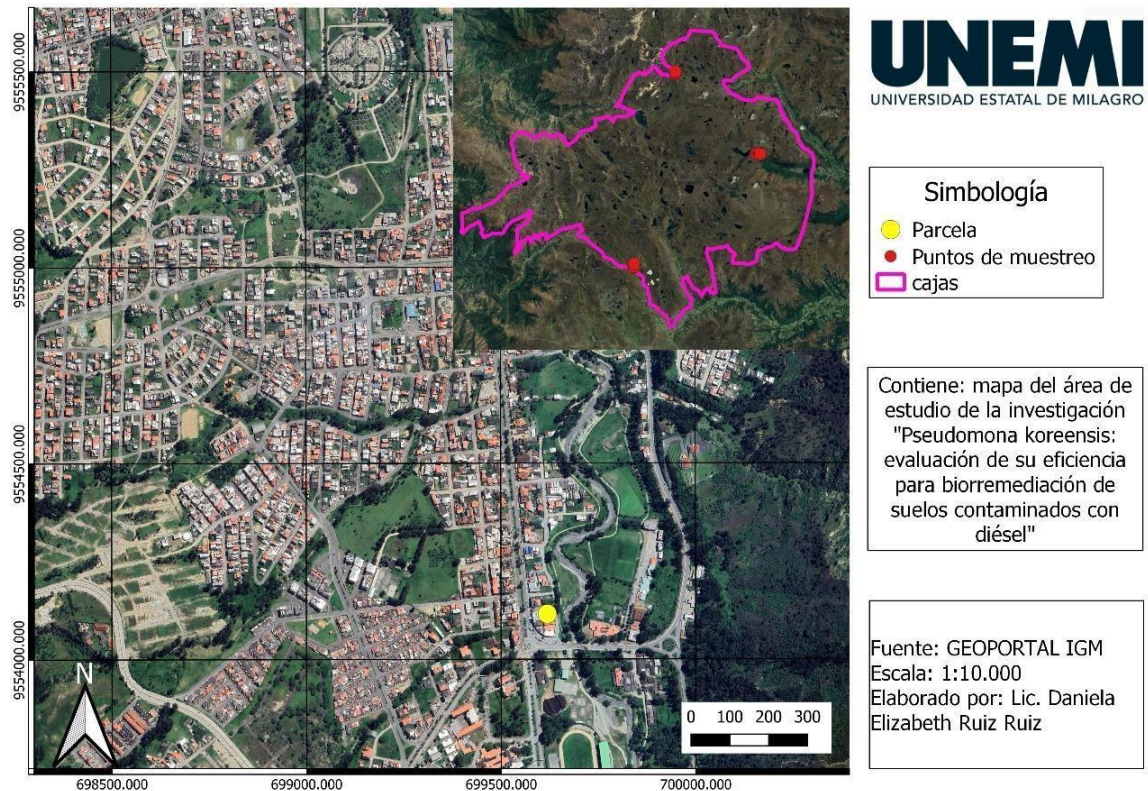 UNEMI
UNIVERSIDAD ESTATAL DE MILAGRO
Simbología
Parcela
Puntos de muestreo
cajas
Contiene: mapa del área de
estudio de la investigación
"Pseudomona koreensis:
evaluación de su eficiencia
para biorremediación de
suelos contaminados con
diésel"
Fuente: GEOPORTAL IGM
Escala: 1:10.000
Elaborado por: Lic. Daniela
Elizabeth Ruiz Ruiz
9555500.000
9555000.000
9554500.000
9554000.000
N
0 100 200 300
698500.000 699000.000 699500.000 700000.000